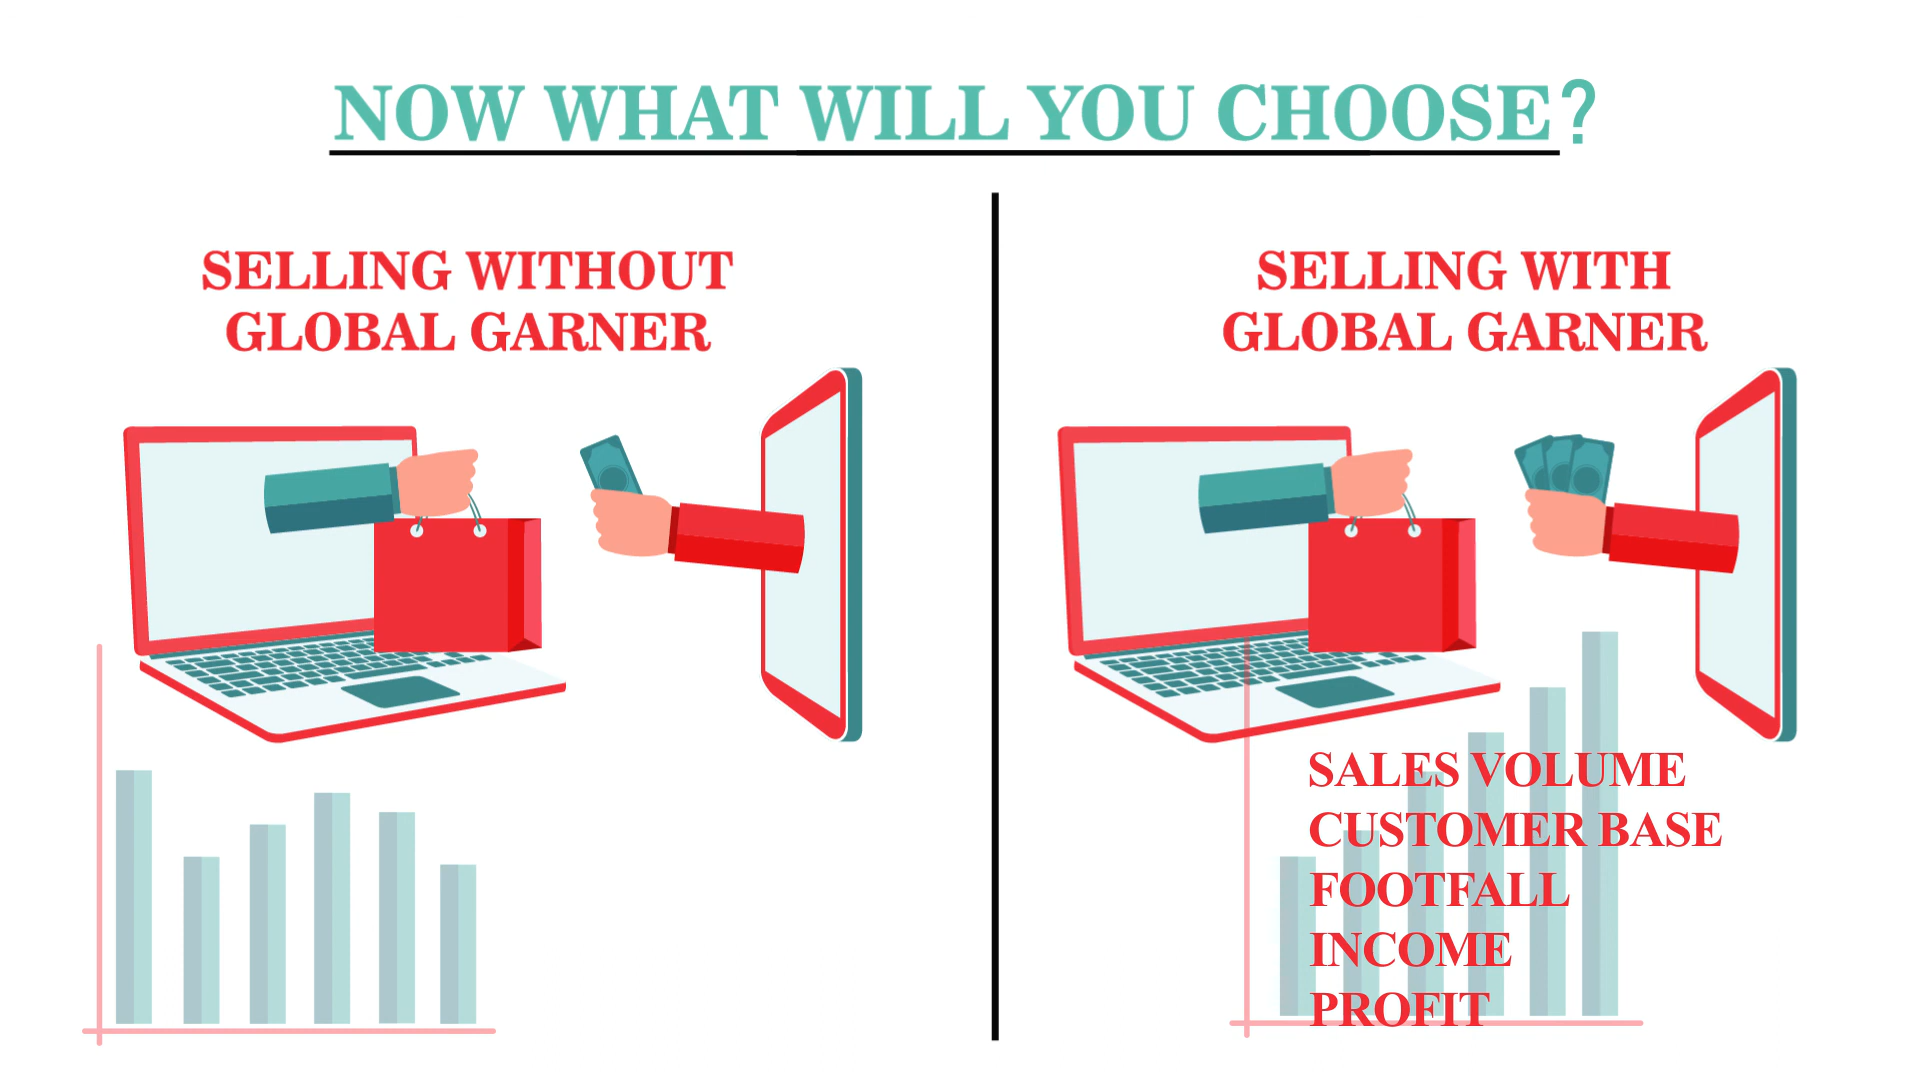 NOW WHAT WILL YOU CHOOSE?
SELLING WITHOUT
GLOBAL GARNER
SELLING WITH
GLOBAL GARNER
SALES VOLUME
CUSTOMER BASE
FOOTFALL
INCOME
PROFIT